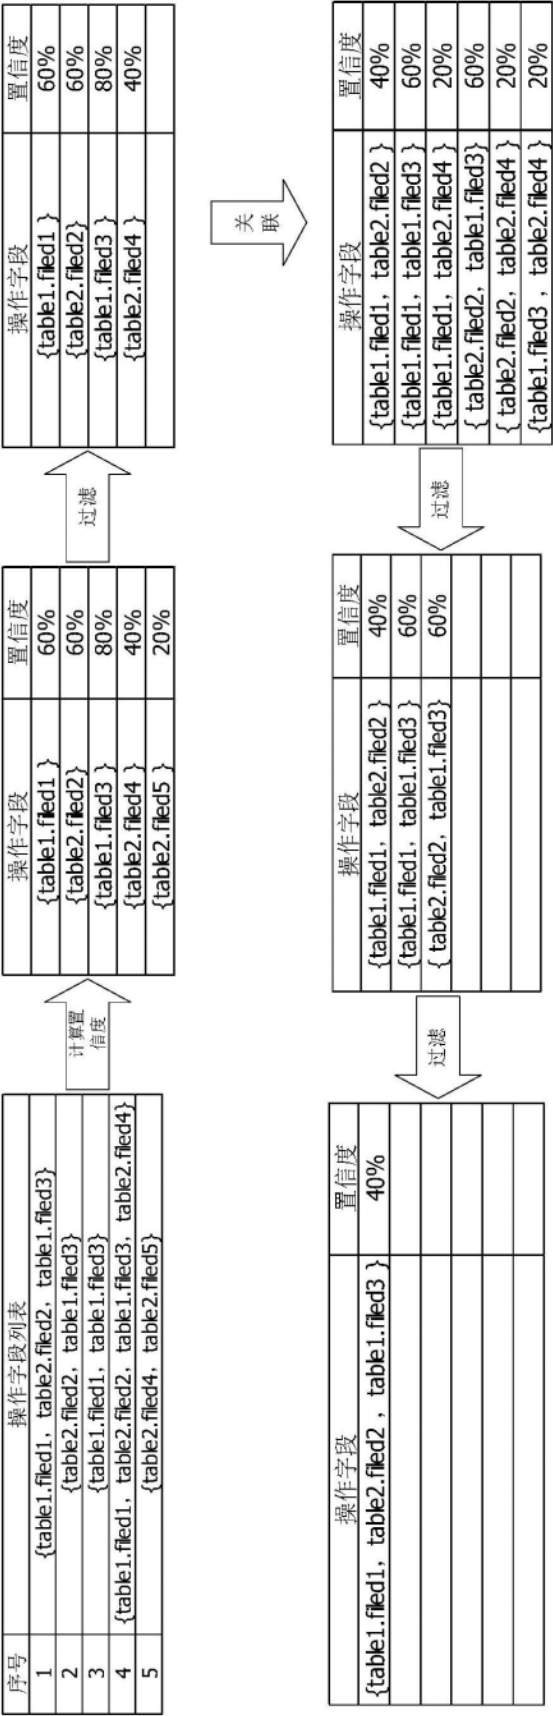 序号 操作字段列表
1 {table1.filed1, table2.filed2, table1.filed3}
2 {table2.filed2, table1.filed3}
3 {table1.filed1, table1.filed3}
4 {table1.filed1, table2.filed2, table1.filed3, table2.filed4}
5 {table2.filed4, table2.filed5}
计算置
信度
操作字段 置信度
{table1.filed1 } 60%
{table2.filed2} 60%
{table1.filed3 } 80%
{table2.filed4 } 40%
{table2.filed5 } 20%
过滤
操作字段 置信度
{table1.filed1 } 60%
{table2.filed2} 60%
{table1.filed3 } 80%
{table2.filed4 } 40%
关
联
操作字段 置信度
{table1.filed1, table2.filed2 } 40%
{table1.filed1, table1.filed3 } 60%
{table1.filed1, table2.filed4 } 20%
{ table2.filed2, table1.filed3} 60%
{ table2.filed2, table2.filed4 } 20%
{table1.filed3 , table2.filed4 } 20%
过滤
操作字段 置信度
{table1.filed1, table2.filed2 } 40%
{table1.filed1, table1.filed3 } 60%
{ table2.filed2, table1.filed3} 60%
过滤
操作字段 置信度
{table1.filed1, table2.filed2 , table1.filed3 } 40%